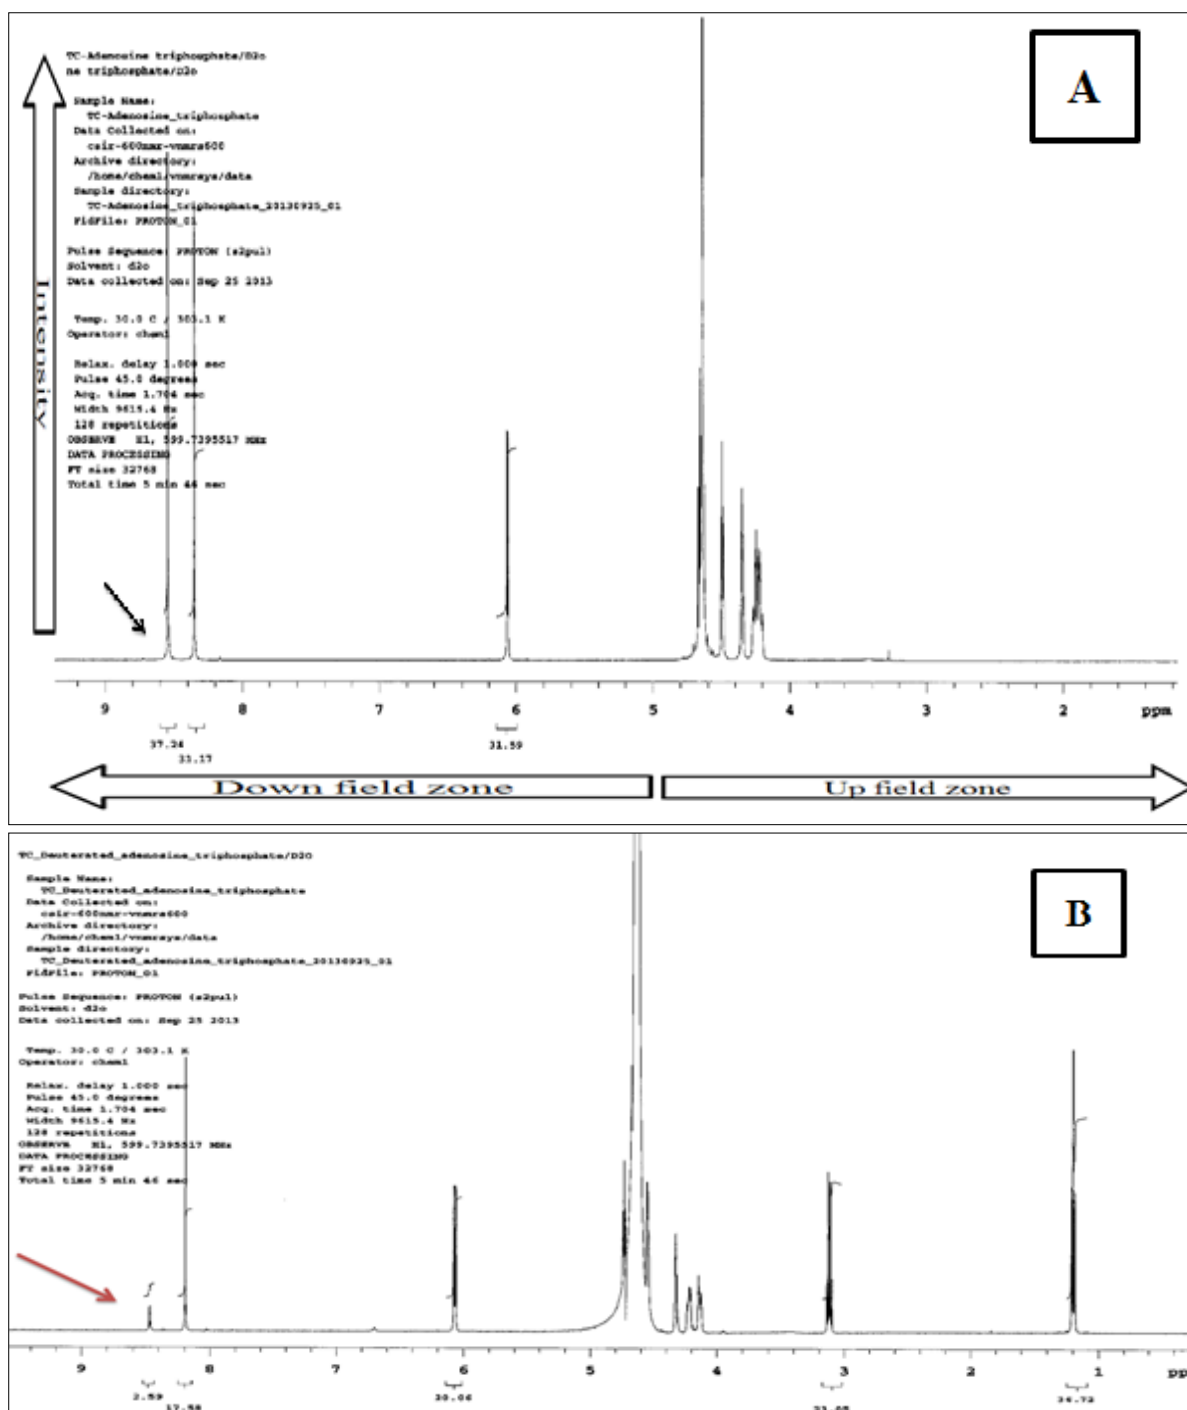 A
TC-Adenosine triphosphate/D2o
ne triphosphate/D2o
Sample Name:
TC-Adenosine_triphosphate
Data Collected on:
csir-600nmr-vnmrs600
Archive directory:
/home/chem1/vnmrsys/data
Sample directory:
TC-Adenosine_triphosphate_20130925_01
FidFile: PROTON_01
Pulse Sequence: PROTON (s2pul)
Solvent: d2o
Data collected on: Sep 25 2013
Temp. 30.0 C / 303.1 K
Operator: chem1
Relax. delay 1.000 sec
Pulse 45.0 degrees
Acq. time 1.704 sec
Width 9615.4 Hz
128 repetitions
OBSERVE H1, 599.7395517 MHz
DATA PROCESSING
FT size 32768
Total time 5 min 46 sec
Intensity
9 8 7 6 5 4 3 2 ppm
37.24
31.17
31.59
Down field zone
Up field zone
B
TC_Deuterated_adenosine_triphosphate/D2O
Sample Name:
TC_Deuterated_adenosine_triphosphate
Data Collected on:
csir-600nmr-vnmrs600
Archive directory:
/home/chem1/vnmrsys/data
Sample directory:
TC_Deuterated_adenosine_triphosphate_20130925_01
FidFile: PROTON_01
Pulse Sequence: PROTON (s2pul)
Solvent: d2o
Data collected on: Sep 25 2013
Temp. 30.0 C / 303.1 K
Operator: chem1
Relax. delay 1.000 sec
Pulse 45.0 degrees
Acq. time 1.704 sec
Width 9615.4 Hz
128 repetitions
OBSERVE H1, 599.7395517 MHz
DATA PROCESSING
FT size 32768
Total time 5 min 46 sec
9 8 7 6 5 4 3 2 1 pp
2.59
17.58
20.06
36.72